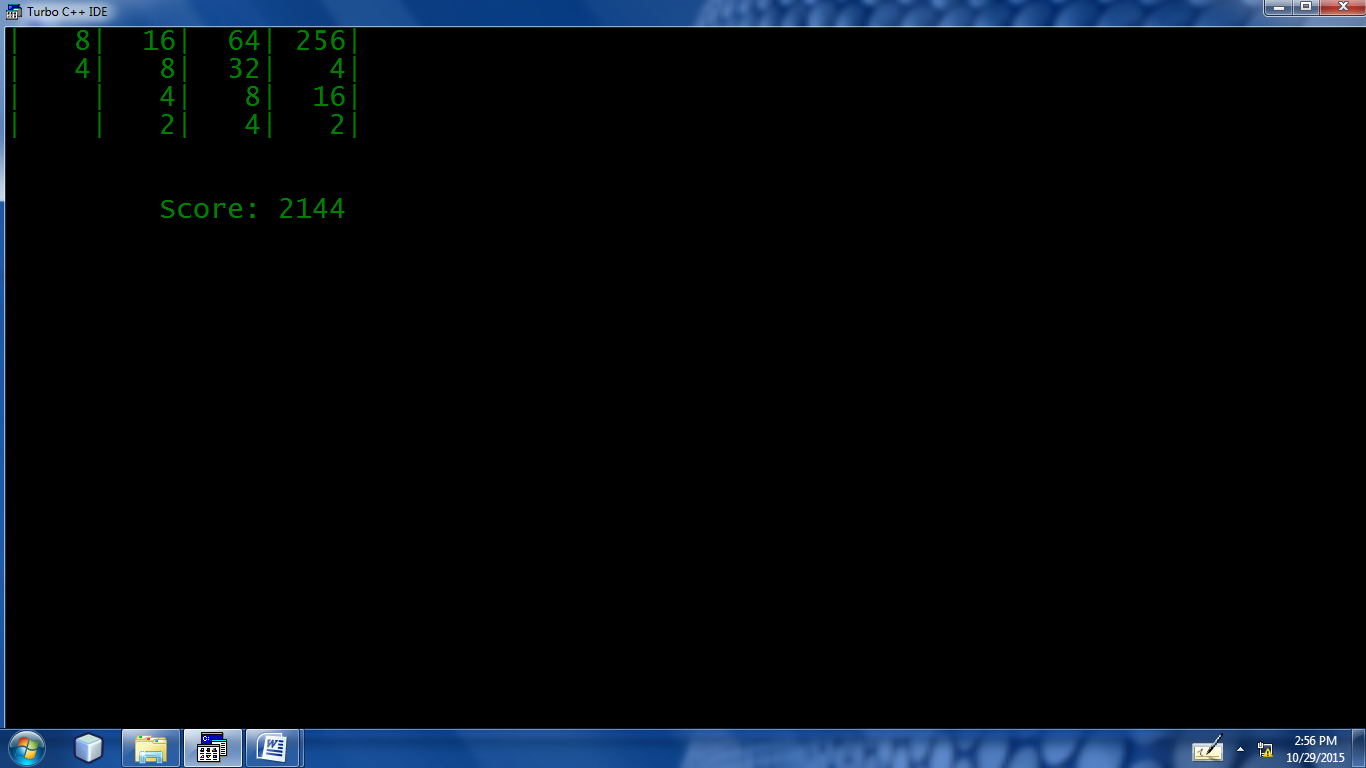 Turbo C++ IDE
|    8|   16|   64| 256|
|    4|    8|   32|   4|
|     |    4|    8|  16|
|     |    2|    4|   2|
Score: 2144
2:56 PM
10/29/2015